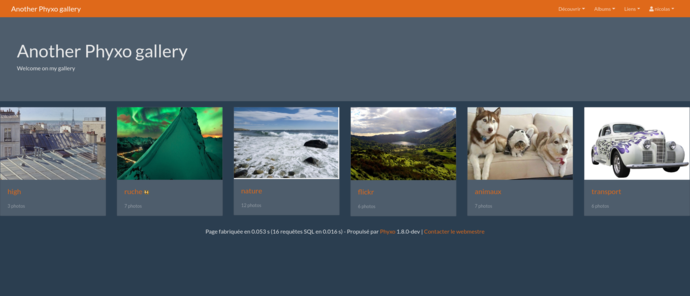 Another Phyxo gallery
Découvrir Albums Liens nicolas
Another Phyxo gallery
Welcome on my gallery
high
ruche
nature
flickr
animaux
transport
3 photos
7 photos
12 photos
6 photos
7 photos
6 photos
Page fabriquée en 0.053 s (16 requêtes SQL en 0.016 s) - Propulsé par Phyxo 1.8.0-dev | Contacter le webmestre